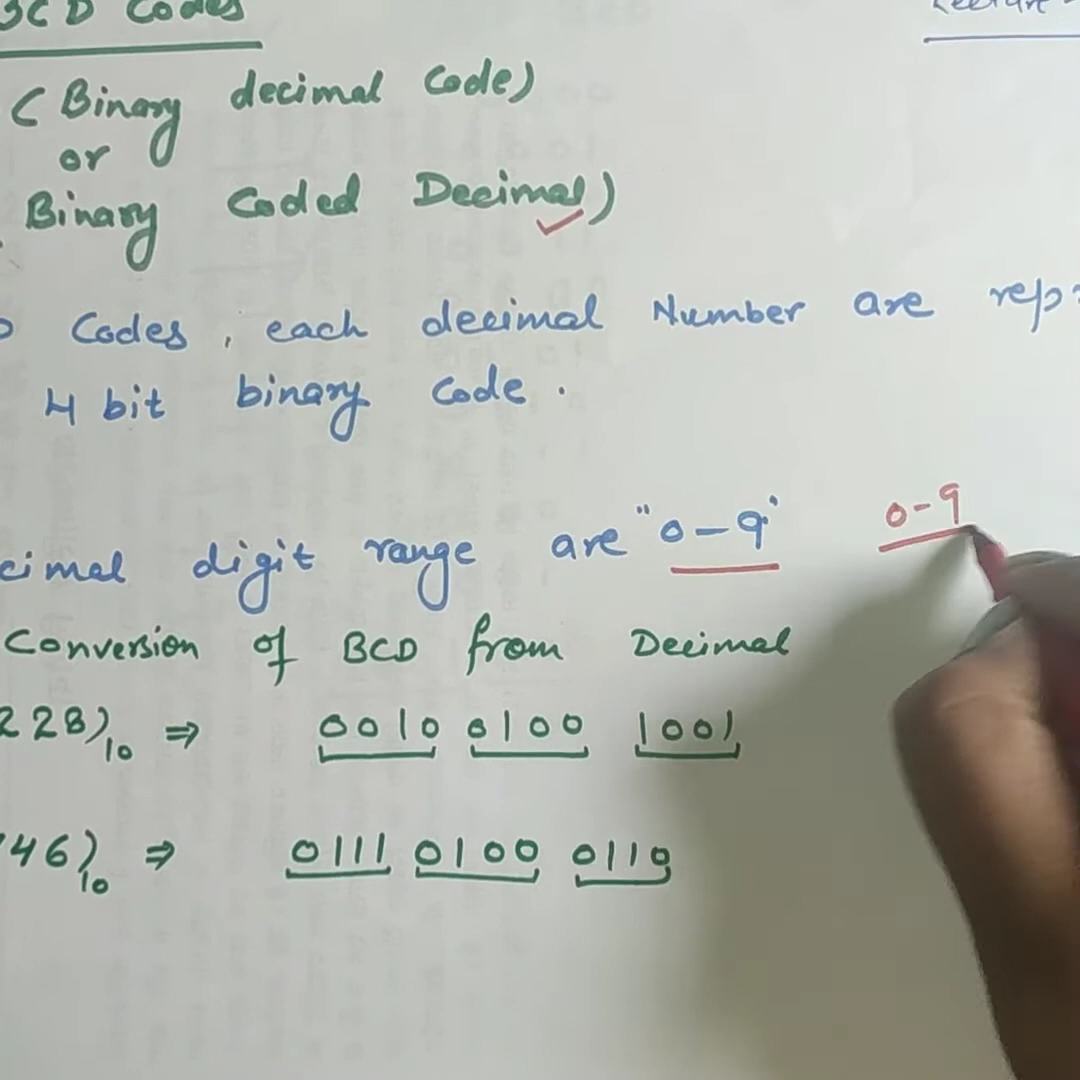 BCD Codes
(Binary decimal Code)
or
Binary Coded Decimal)
Codes, each decimal Number are
4 bit binary code.
digit range are "0-9" 0-9
Conversion of BCD from Decimal
228)10 ⇒ 0010 0100 1001
46)10 ⇒ 0111 0100 0110